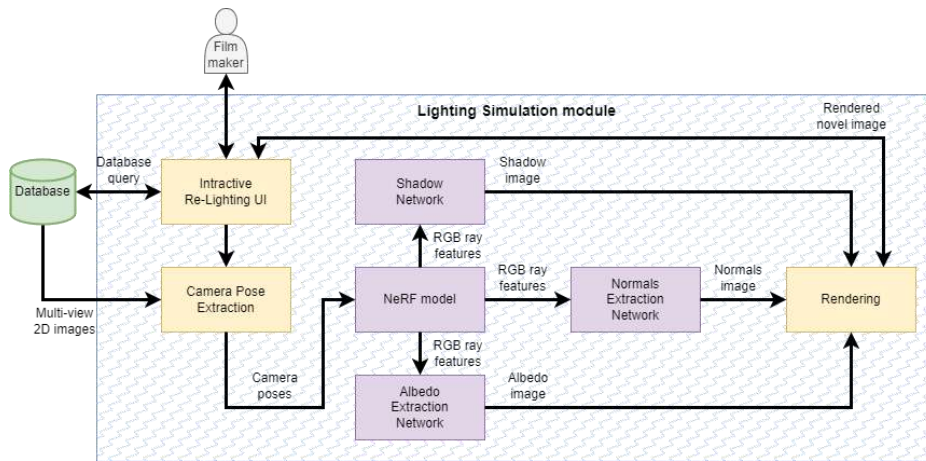 Film
maker
Lighting Simulation module
Rendered
novel image
Database
query
Database
Intractive
Re-Lighting UI
Shadow
Network
Shadow
image
RGB ray
features
Camera Pose
Extraction
NeRF model
RGB ray
features
Normals
Extraction
Network
Normals
image
Rendering
Multi-view
2D images
RGB ray
features
Camera
poses
Albedo
Extraction
Network
Albedo
image